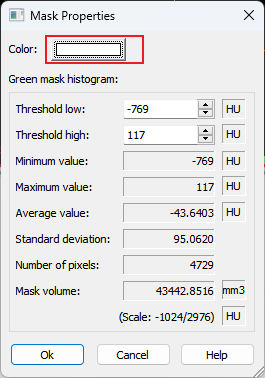 Mask Properties
Color:
Green mask histogram:
Threshold low: -769 HU
Threshold high: 117 HU
Minimum value: -769 HU
Maximum value: 117 HU
Average value: -43.6403 HU
Standard deviation: 95.0620
Number of pixels: 4729
Mask volume: 43442.8516 mm3
(Scale: -1024/2976) HU
Ok Cancel Help